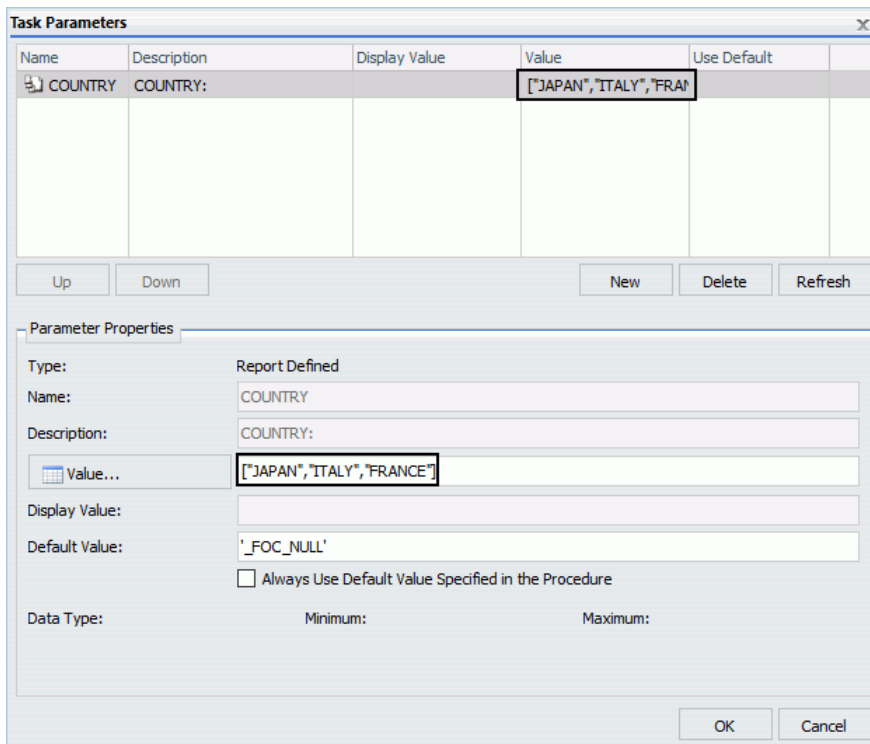 Task Parameters
Name Description Display Value Value Use Default
COUNTRY COUNTRY: ["JAPAN","ITALY","FRAN
Up Down New Delete Refresh
Parameter Properties
Type: Report Defined
Name: COUNTRY
Description: COUNTRY:
Value... ["JAPAN","ITALY","FRANCE"]
Display Value:
Default Value: '_FOC_NULL'
Always Use Default Value Specified in the Procedure
Data Type: Minimum: Maximum:
OK Cancel